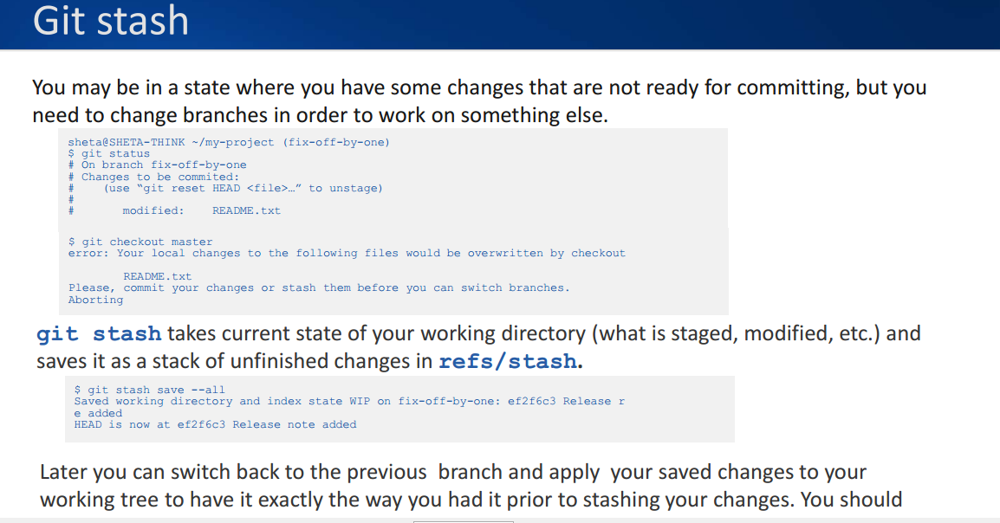 Git stash
You may be in a state where you have some changes that are not ready for committing, but you
need to change branches in order to work on something else.
sheta@SHETA-THINK ~/my-project (fix-off-by-one)
$ git status
# On branch fix-off-by-one
# Changes to be commited:
#    (use “git reset HEAD <file>…” to unstage)
#
#       modified:    README.txt
$ git checkout master
error: Your local changes to the following files would be overwritten by checkout
README.txt
Please, commit your changes or stash them before you can switch branches.
Aborting
git stash takes current state of your working directory (what is staged, modified, etc.) and
saves it as a stack of unfinished changes in refs/stash.
$ git stash save --all
Saved working directory and index state WIP on fix-off-by-one: ef2f6c3 Release r
e added
HEAD is now at ef2f6c3 Release note added
Later you can switch back to the previous  branch and apply  your saved changes to your
working tree to have it exactly the way you had it prior to stashing your changes. You should